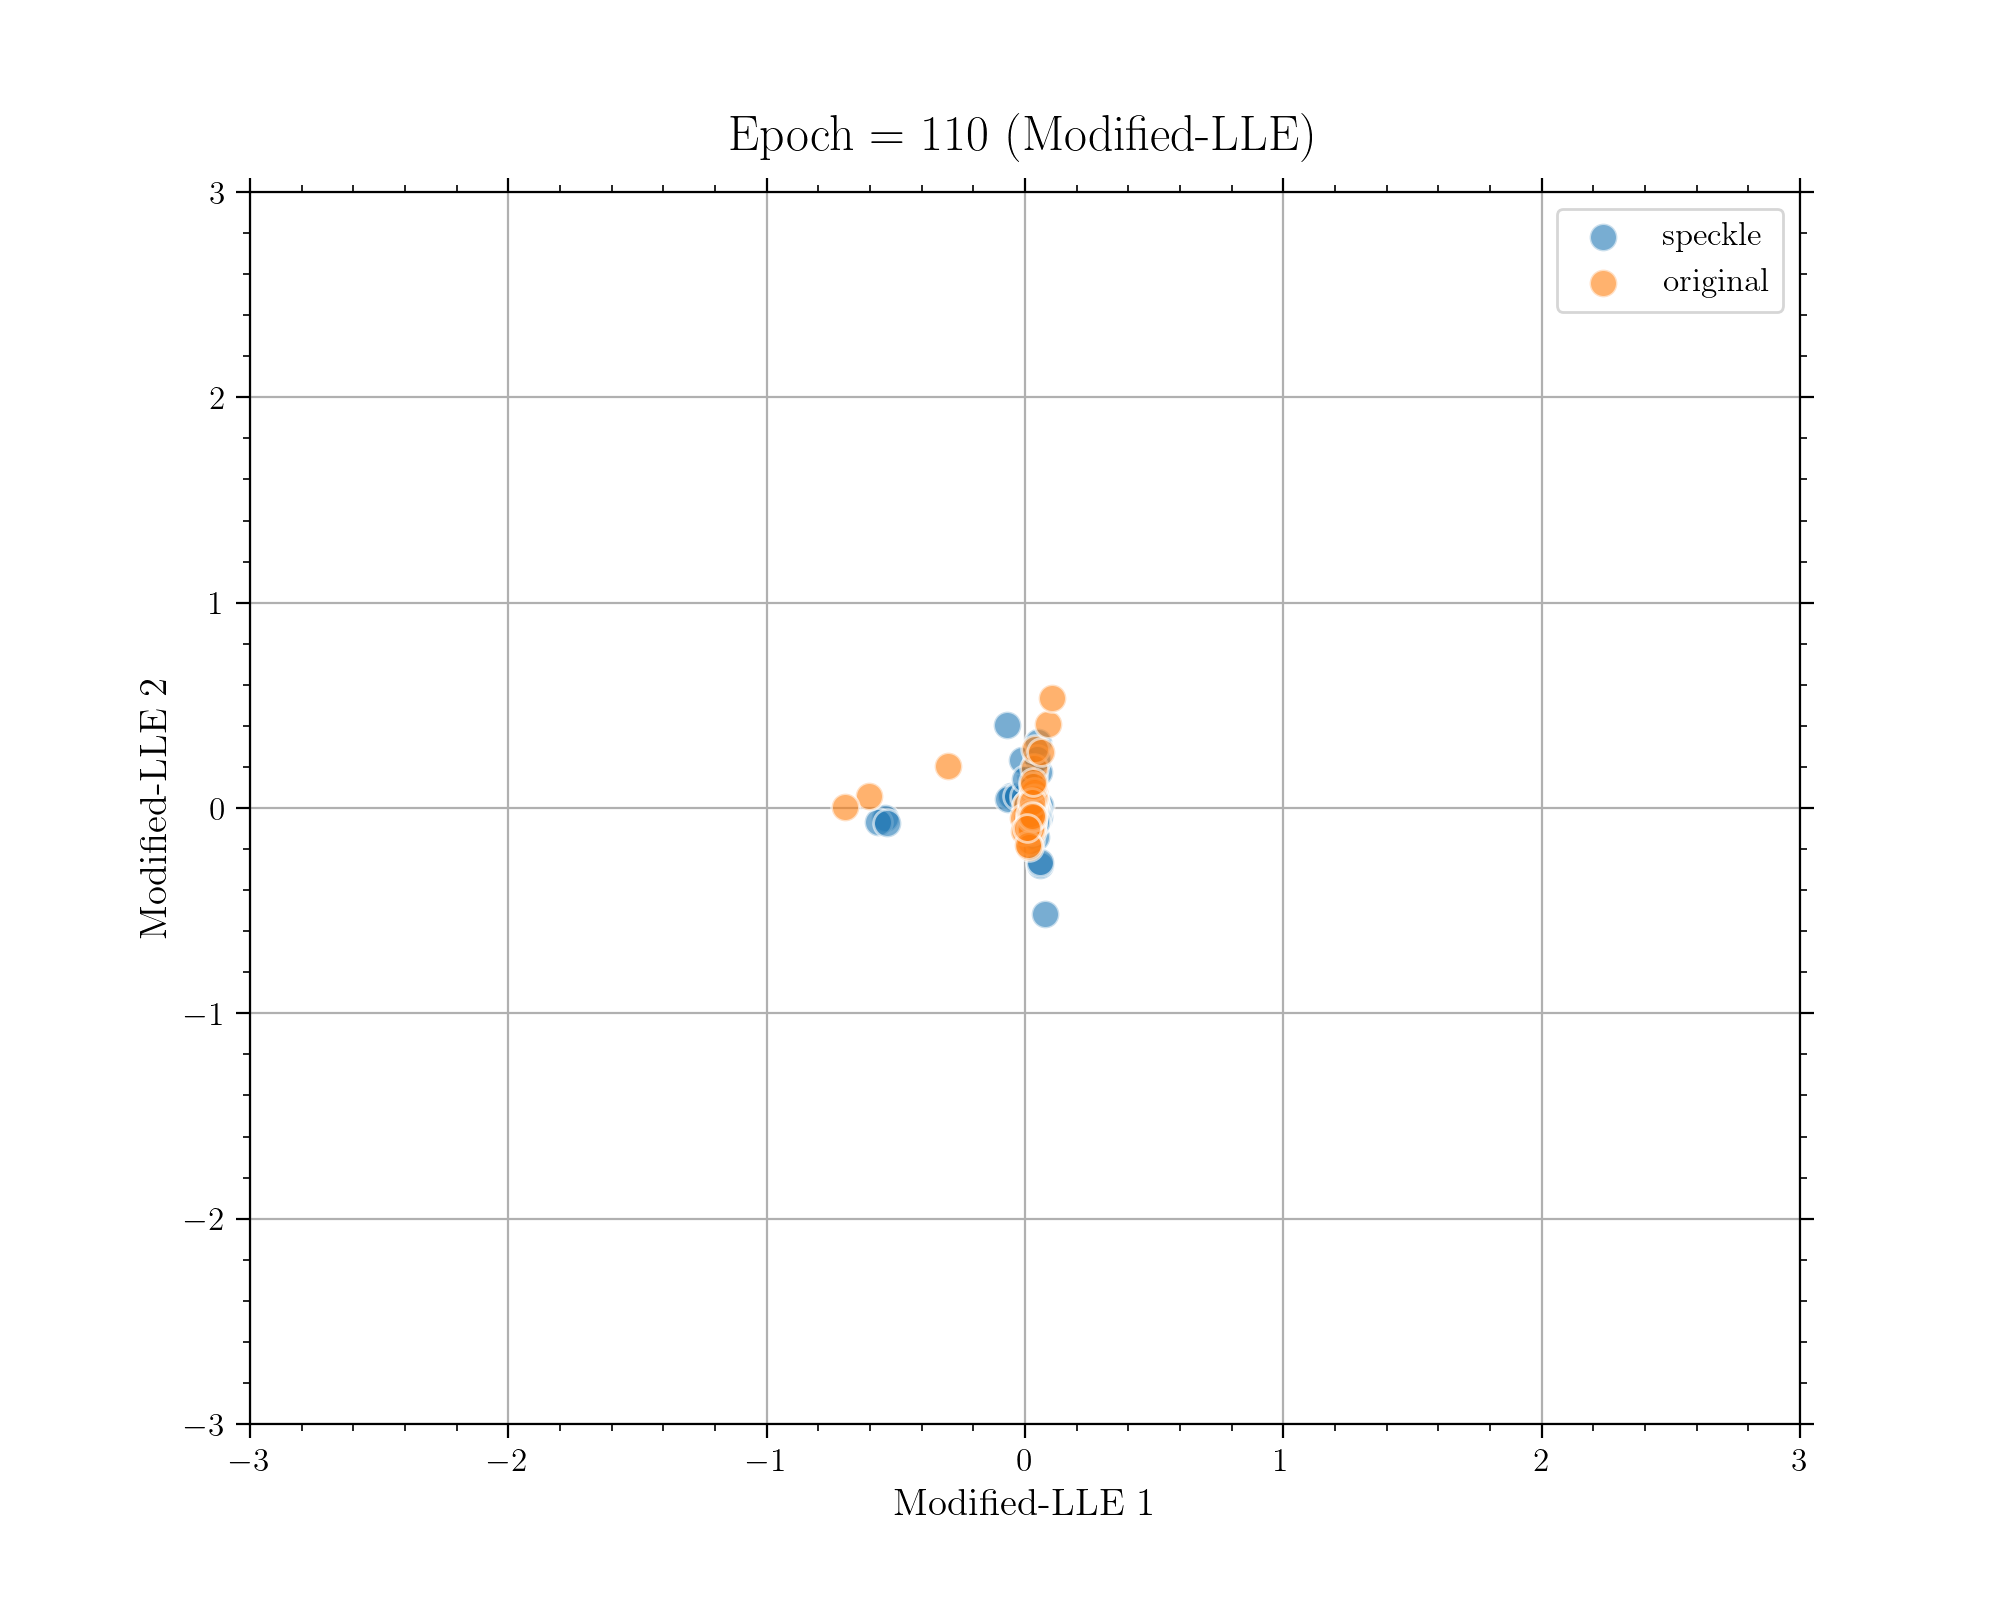 Epoch = 110 (Modified-LLE)
speckle
original
3
2
1
0
−1
−2
−3
Modified-LLE 2
−3
−2
−1
0
1
2
3
Modified-LLE 1